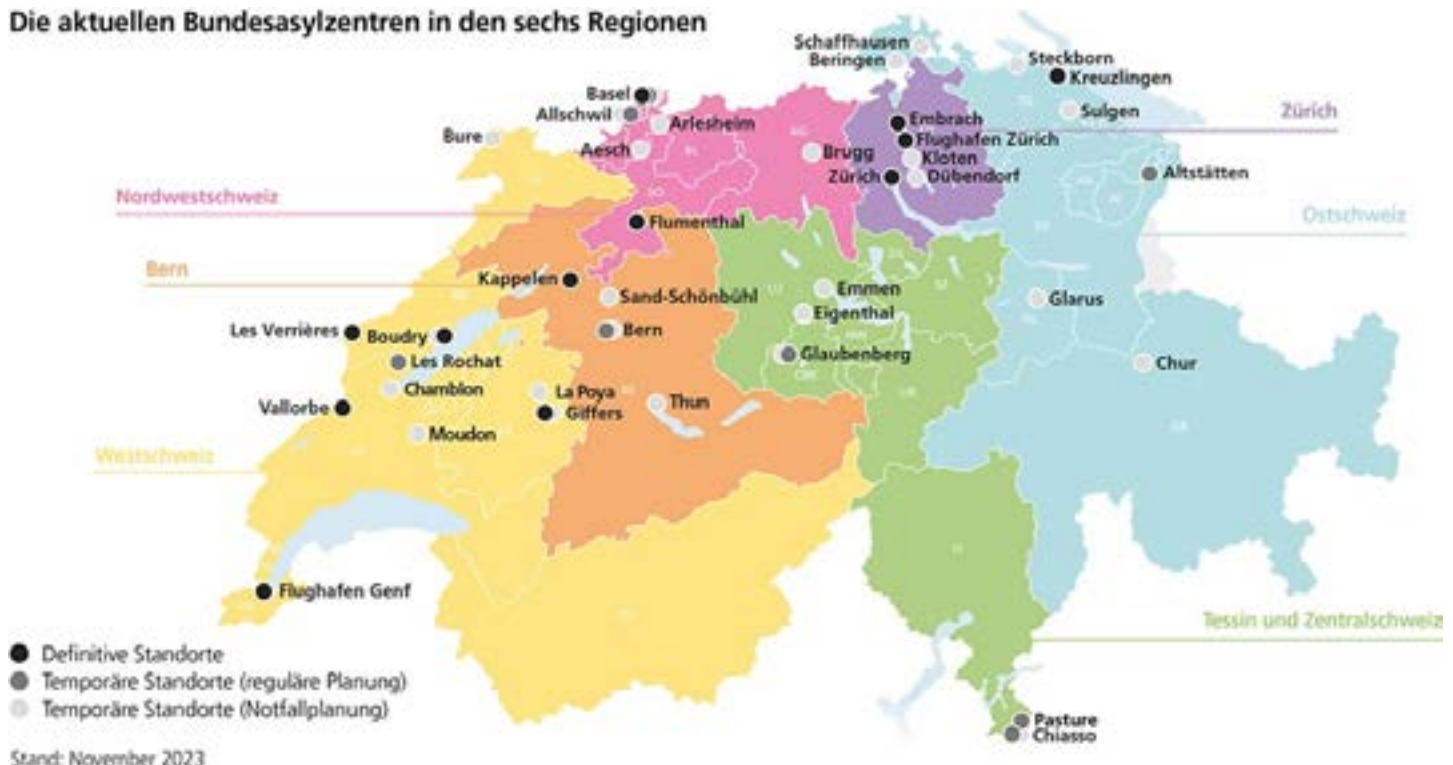 Die aktuellen Bundesasylzentren in den sechs Regionen
Schaffhausen
Beringen
Steckborn
Kreuzlingen
Basel
Allschwil
Arlesheim
Sulgen
Zürich
Embrach
Bure
Flughafen Zürich
Aesch
Brugg
Kloten
Zürich
Dübendorf
Altstätten
Nordwestschweiz
Flumenthal
Ostschweiz
Bern
Kappelen
Sand-Schönbühl
Emmen
Glarus
Eigenthal
Les Verrières
Boudry
Bern
Les Rochat
Glaubenberg
Chur
Chamblon
La Poya
Vallorbe
Giffers
Thun
Moudon
Westschweiz
Flughafen Genf
Tessin und Zentralschweiz
Definitive Standorte
Temporäre Standorte (reguläre Planung)
Temporäre Standorte (Notfallplanung)
Pasture
Chiasso
Stand: November 2023